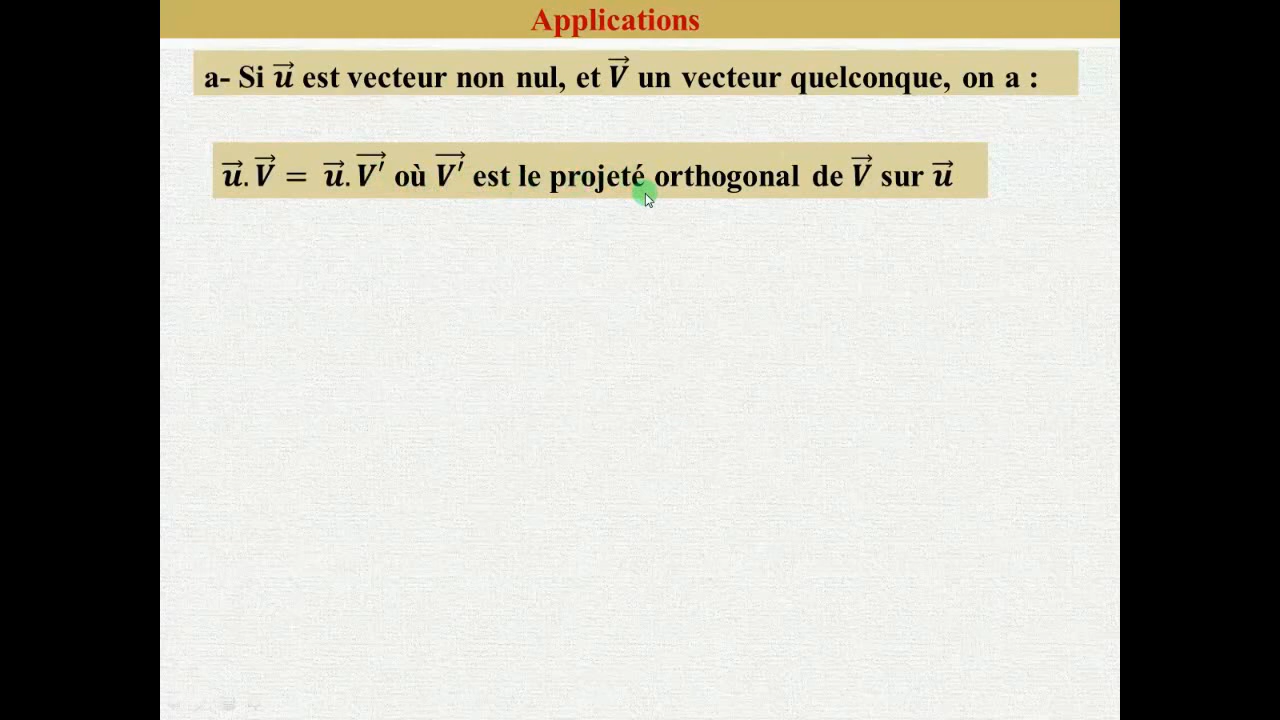 Applications
a- Si u⃗ est vecteur non nul, et V⃗ un vecteur quelconque, on a :
u⃗.V⃗ = u⃗.V'⃗ où V'⃗ est le projeté orthogonal de V⃗ sur u⃗